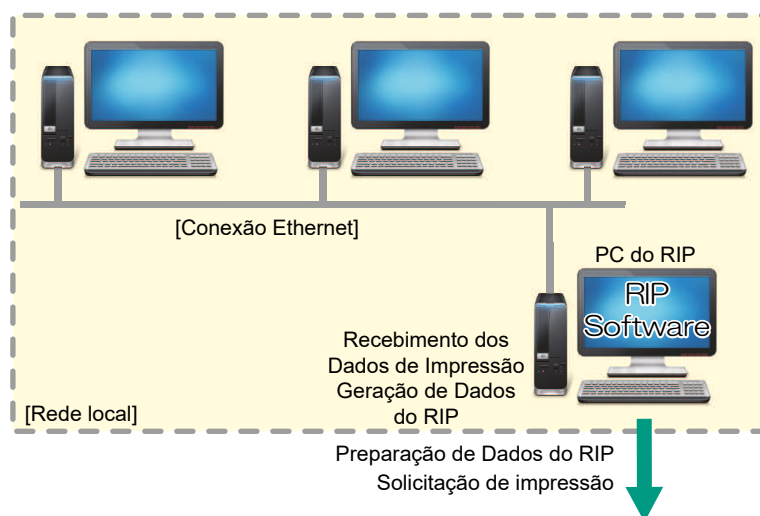 [Conexão Ethernet]
PC do RIP
RIP
Software
Recebimento dos
Dados de Impressão
Geração de Dados
do RIP
[Rede local]
Preparação de Dados do RIP
Solicitação de impressão